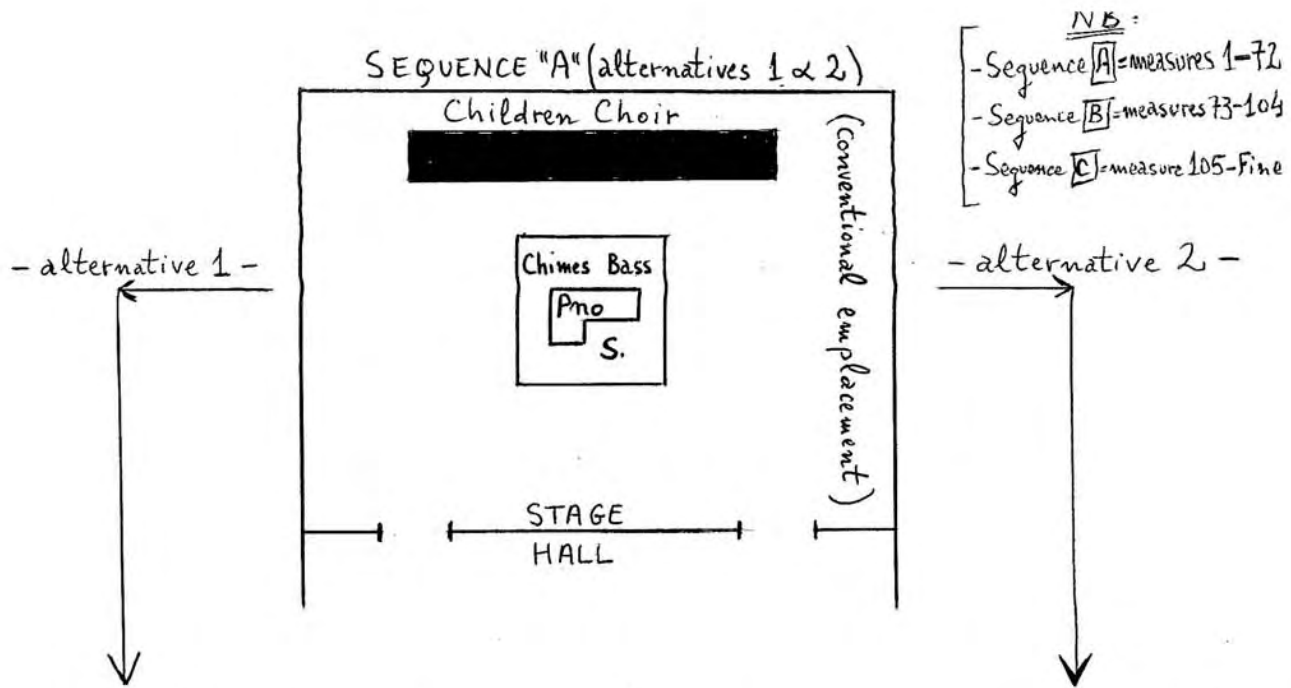 NB:
- Sequence A = measures 1-72
- Sequence B = measures 73-104
- Sequence C = measure 105-Fine
SEQUENCE "A" (alternatives 1 & 2)
Children Choir
(conventional emplacement)
- alternative 1 -
- alternative 2 -
Chimes Bass
Pno
S.
STAGE
HALL